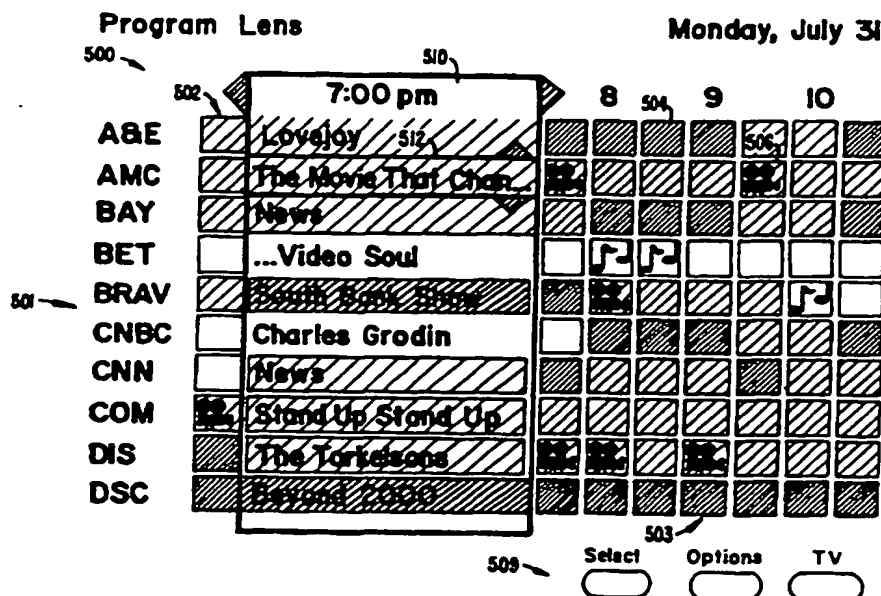 Program Lens Monday, July 31
500 510
502 7:00 pm 8 504 9 10
A&E Lovejoy 512 506
AMC The Movie That Chan...
BAY News
BET ...Video Soul
501 BRAV South Bank Show
CNBC Charles Grodin
CNN News
COM Stand Up Stand Up
DIS The Torkelsons
DSC Beyond 2000
503
509 Select Options TV